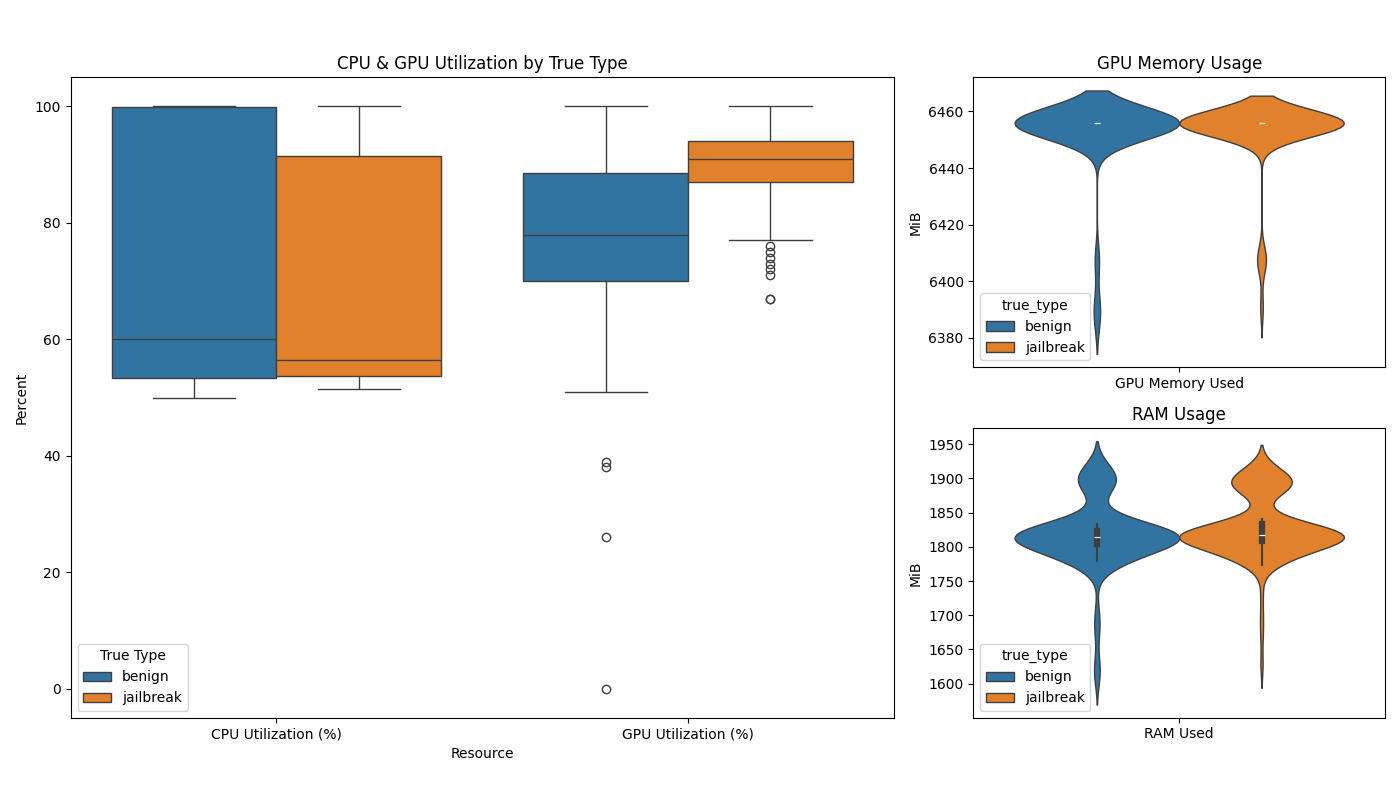 CPU & GPU Utilization by True Type
100
80
60
40
20
0
Percent
True Type
benign
jailbreak
CPU Utilization (%)
GPU Utilization (%)
Resource
GPU Memory Usage
6460
6440
6420
6400
6380
MiB
true_type
benign
jailbreak
GPU Memory Used
RAM Usage
1950
1900
1850
1800
1750
1700
1650
1600
MiB
true_type
benign
jailbreak
RAM Used